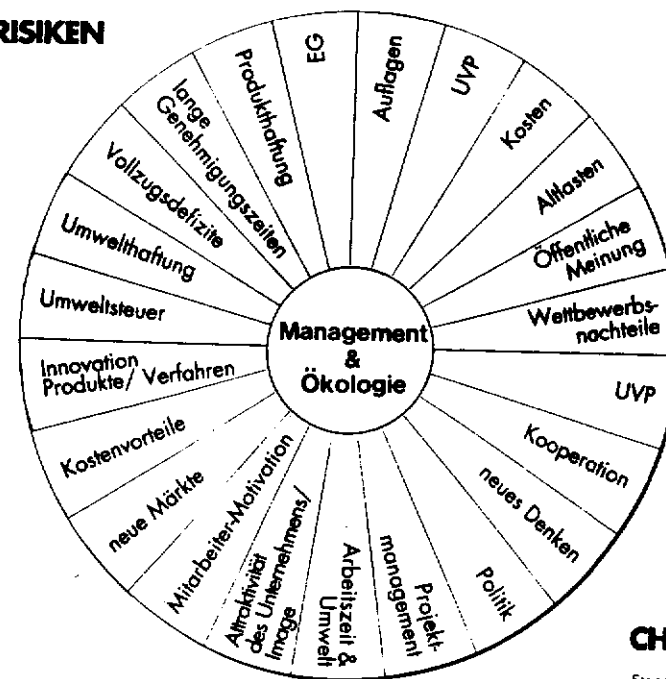 RISIKEN
EG
Auflagen
UVP
Kosten
Altlasten
Öffentliche
Meinung
Wettbewerbs-
nachteile
UVP
Kooperation
neues Denken
Politik
Projekt-
management
Arbeitszeit &
Umwelt
Attraktivität
des Unternehmens/
Image
Mitarbeiter-Motivation
neue Märkte
Kostenvorteile
Innovation
Produkte/ Verfahren
Umweltsteuer
Umwelthaftung
Vollzugsdefizite
lange
Genehmigungszeiten
Produkthaftung
Management
&
Ökologie
CH